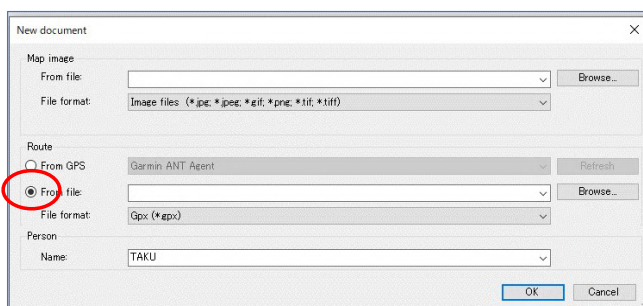 New document
Map image
From file:
Browse...
File format:
Image files (*.jpg; *.jpeg; *.gif; *.png; *.tif; *.tiff)
Route
From GPS
Garmin ANT Agent
Refresh
From file:
Browse...
File format:
Gpx (*.gpx)
Person
Name:
TAKU
OK
Cancel